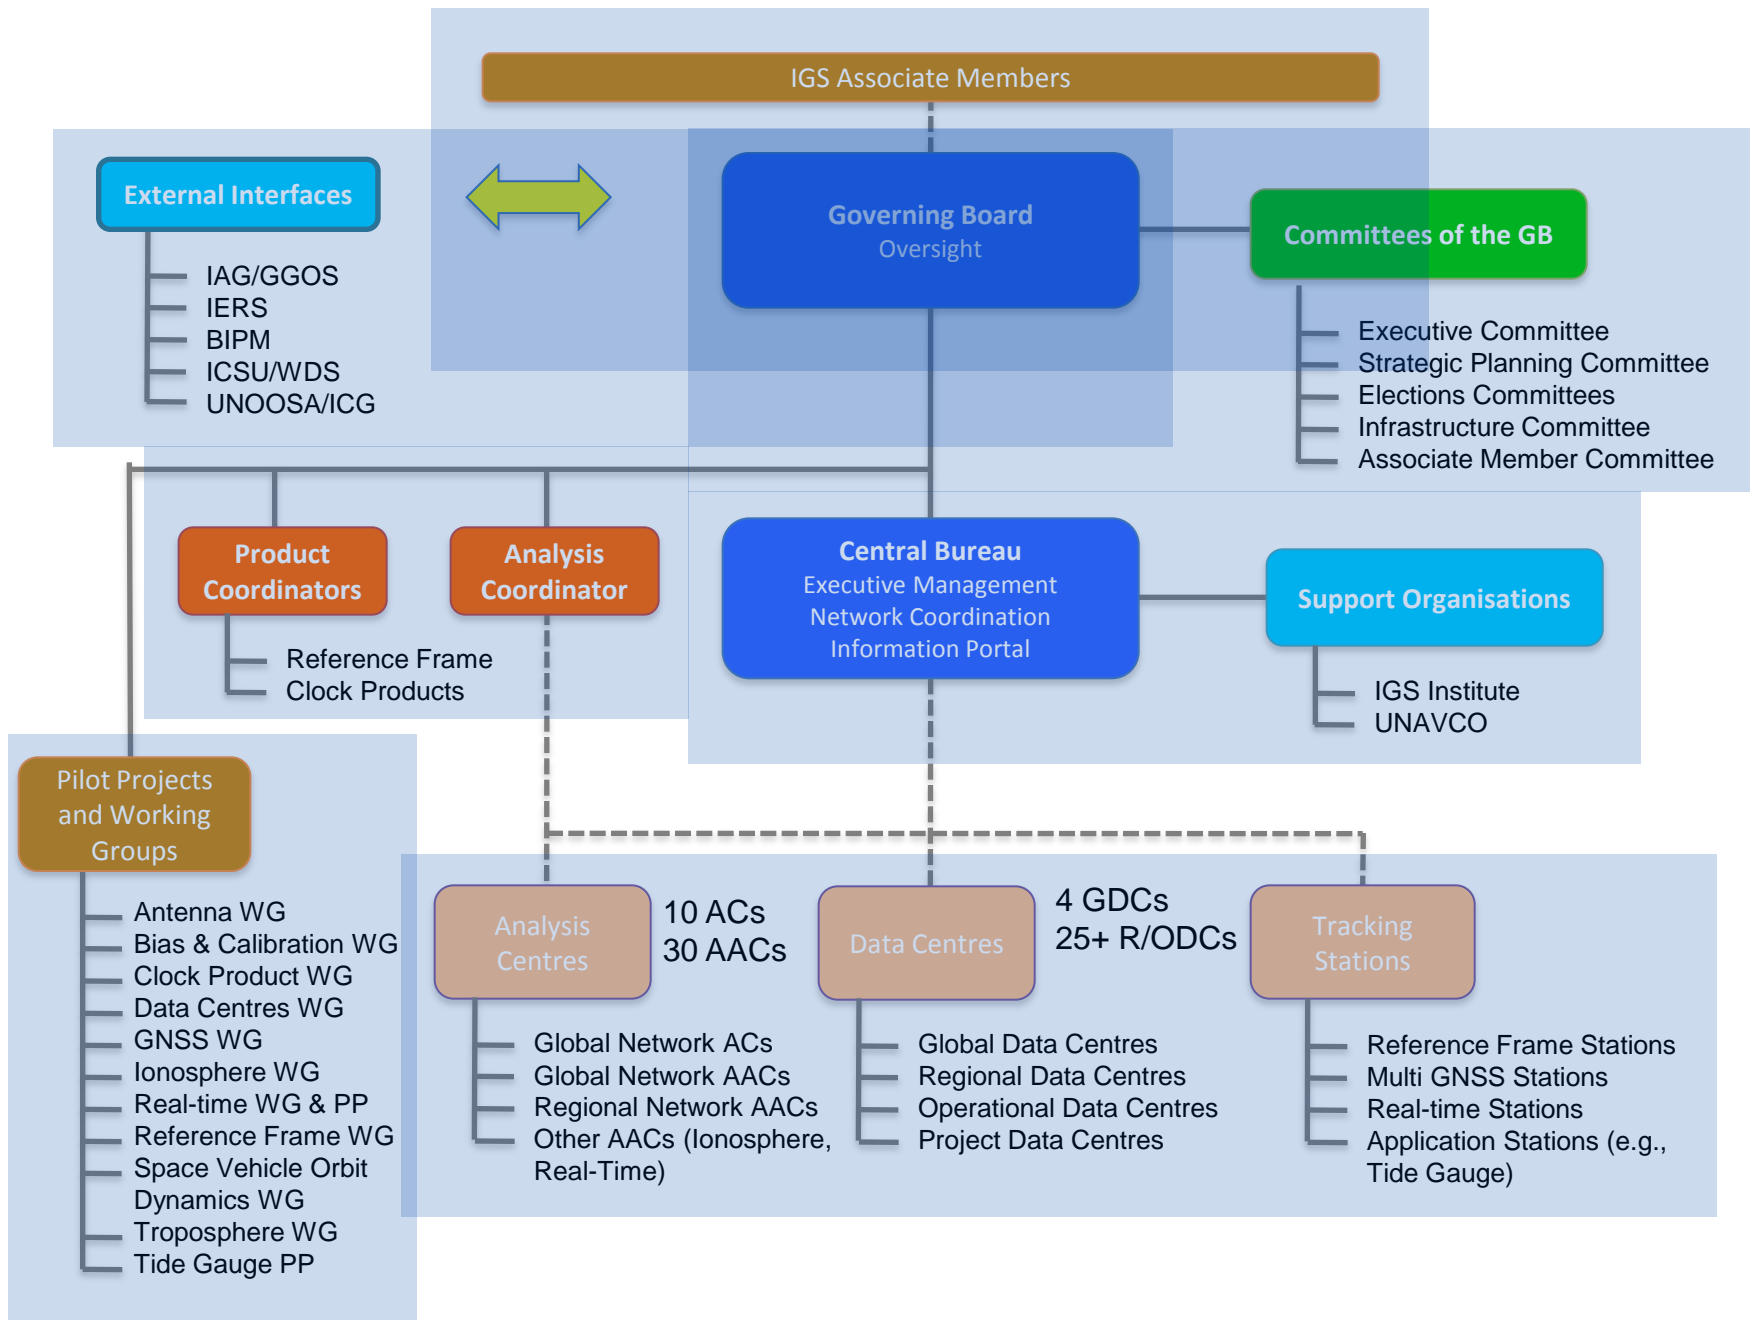 IGS Associate Members
External Interfaces
IAG/GGOS
IERS
BIPM
ICSU/WDS
UNOOSA/ICG
Governing Board
Oversight
Committees of the GB
Executive Committee
Strategic Planning Committee
Elections Committees
Infrastructure Committee
Associate Member Committee
Product
Coordinators
Reference Frame
Clock Products
Analysis
Coordinator
Central Bureau
Executive Management
Network Coordination
Information Portal
Support Organisations
IGS Institute
UNAVCO
Pilot Projects
and Working
Groups
Antenna WG
Bias & Calibration WG
Clock Product WG
Data Centres WG
GNSS WG
Ionosphere WG
Real-time WG & PP
Reference Frame WG
Space Vehicle Orbit
Dynamics WG
Troposphere WG
Tide Gauge PP
Analysis
Centres
10 ACs
30 AACs
Global Network ACs
Global Network AACs
Regional Network AACs
Other AACs (Ionosphere,
Real-Time)
Data Centres
4 GDCs
25+ R/ODCs
Global Data Centres
Regional Data Centres
Operational Data Centres
Project Data Centres
Tracking
Stations
Reference Frame Stations
Multi GNSS Stations
Real-time Stations
Application Stations (e.g.,
Tide Gauge)